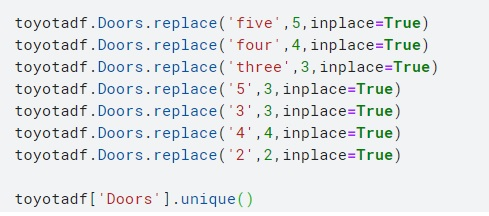 toyotadf.Doors.replace('five',5,inplace=True)
toyotadf.Doors.replace('four',4,inplace=True)
toyotadf.Doors.replace('three',3,inplace=True)
toyotadf.Doors.replace('5',3,inplace=True)
toyotadf.Doors.replace('3',3,inplace=True)
toyotadf.Doors.replace('4',4,inplace=True)
toyotadf.Doors.replace('2',2,inplace=True)
toyotadf['Doors'].unique()